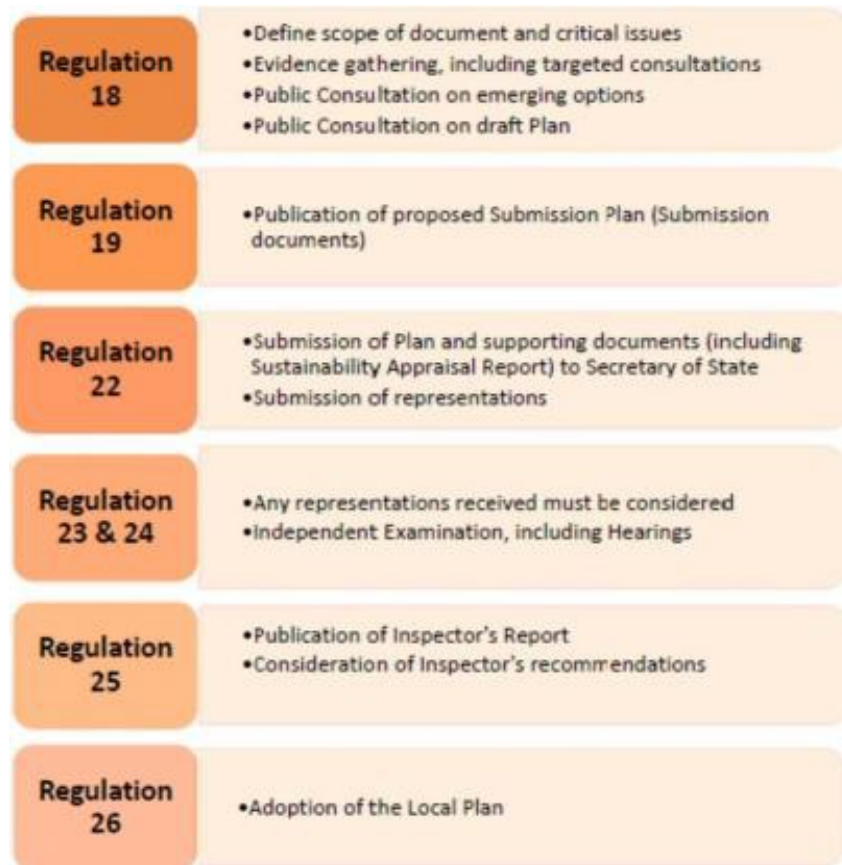 Regulation
18
•Define scope of document and critical issues
•Evidence gathering, including targeted consultations
•Public Consultation on emerging options
•Public Consultation on draft Plan
Regulation
19
•Publication of proposed Submission Plan (Submission
documents)
Regulation
22
•Submission of Plan and supporting documents (including
Sustainability Appraisal Report) to Secretary of State
•Submission of representations
Regulation
23 & 24
•Any representations received must be considered
•Independent Examination, including Hearings
Regulation
25
•Publication of Inspector's Report
•Consideration of Inspector's recommendations
Regulation
26
•Adoption of the Local Plan